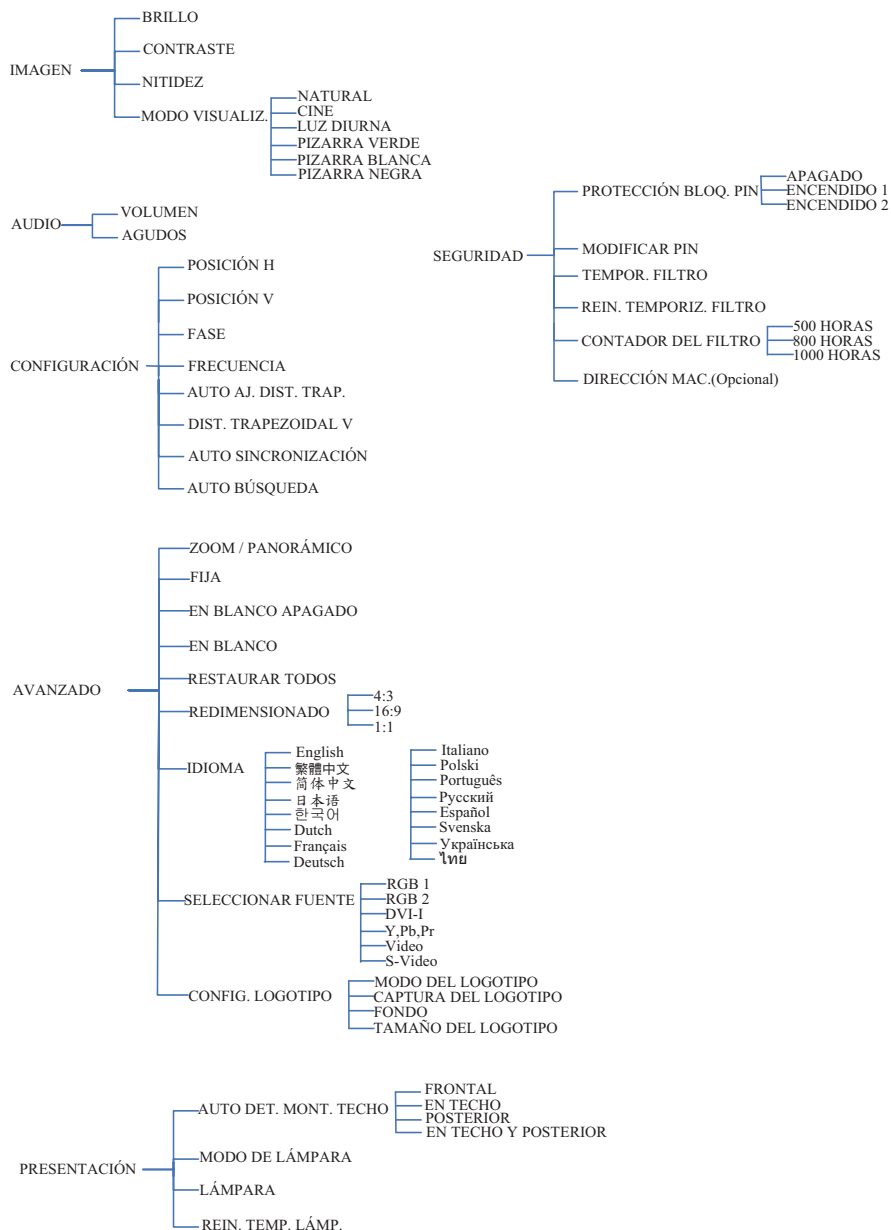 IMAGEN
BRILLO
CONTRASTE
NITIDEZ
MODO VISUALIZ.
NATURAL
CINE
LUZ DIURNA
PIZARRA VERDE
PIZARRA BLANCA
PIZARRA NEGRA
AUDIO
VOLUMEN
AGUDOS
CONFIGURACIÓN
POSICIÓN H
POSICIÓN V
FASE
FRECUENCIA
AUTO AJ. DIST. TRAP.
DIST. TRAPEZOIDAL V
AUTO SINCRONIZACIÓN
AUTO BÚSQUEDA
SEGURIDAD
PROTECCIÓN BLOQ. PIN
APAGADO
ENCENDIDO 1
ENCENDIDO 2
MODIFICAR PIN
TEMPOR. FILTRO
REIN. TEMPORIZ. FILTRO
CONTADOR DEL FILTRO
500 HORAS
800 HORAS
1000 HORAS
DIRECCIÓN MAC.(Opcional)
AVANZADO
ZOOM / PANORÁMICO
FIJA
EN BLANCO APAGADO
EN BLANCO
RESTAURAR TODOS
REDIMENSIONADO
4:3
16:9
1:1
IDIOMA
English
繁體中文
简体中文
日本语
한국어
Dutch
Français
Deutsch
Italiano
Polski
Português
Русский
Español
Svenska
Українська
ไทย
SELECCIONAR FUENTE
RGB 1
RGB 2
DVI-I
Y,Pb,Pr
Video
S-Video
CONFIG. LOGOTIPO
MODO DEL LOGOTIPO
CAPTURA DEL LOGOTIPO
FONDO
TAMAÑO DEL LOGOTIPO
PRESENTACIÓN
AUTO DET. MONT. TECHO
FRONTAL
EN TECHO
POSTERIOR
EN TECHO Y POSTERIOR
MODO DE LÁMPARA
LÁMPARA
REIN. TEMP. LÁMP.